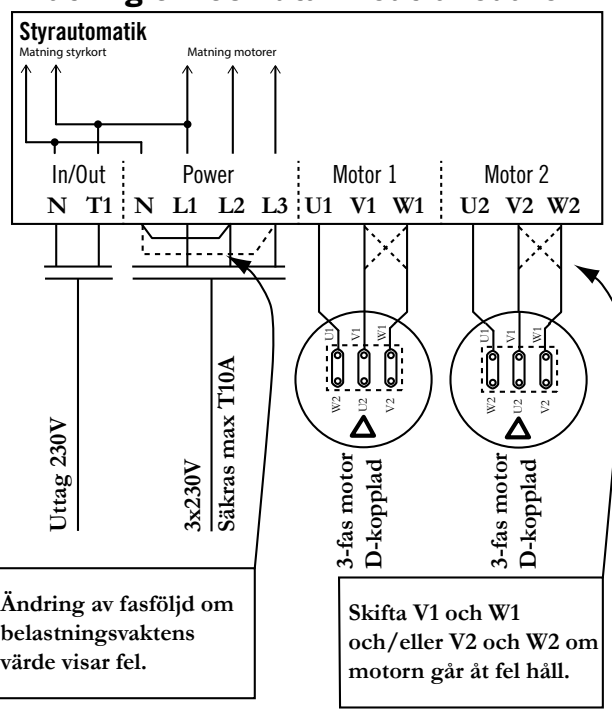 Styrautomatik
Matning styrkort
Matning motorer
In/Out
Power
Motor 1
Motor 2
N T1 N L1 L2 L3 U1 V1 W1 U2 V2 W2
U1 V1 W1
U1 V1 W1
W2 U2 V2
W2 U2 V2
Uttag 230V
3x230V
Säkras max T10A
3-fas motor
D-kopplad
3-fas motor
D-kopplad
Ändring av fasföljd om
belastningsvaktens
värde visar fel.
Skifta V1 och W1
och/eller V2 och W2 om
motorn går åt fel håll.